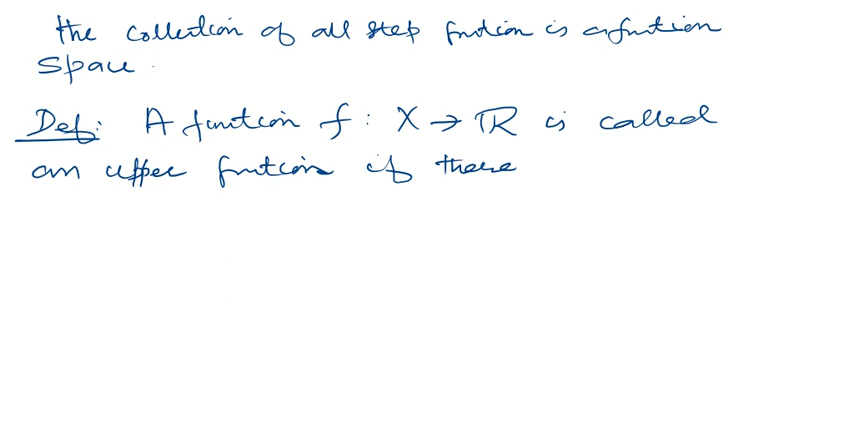 the collection of all step function is a function
space.
Def: A function f: X → ℝ is called
an upper function if there